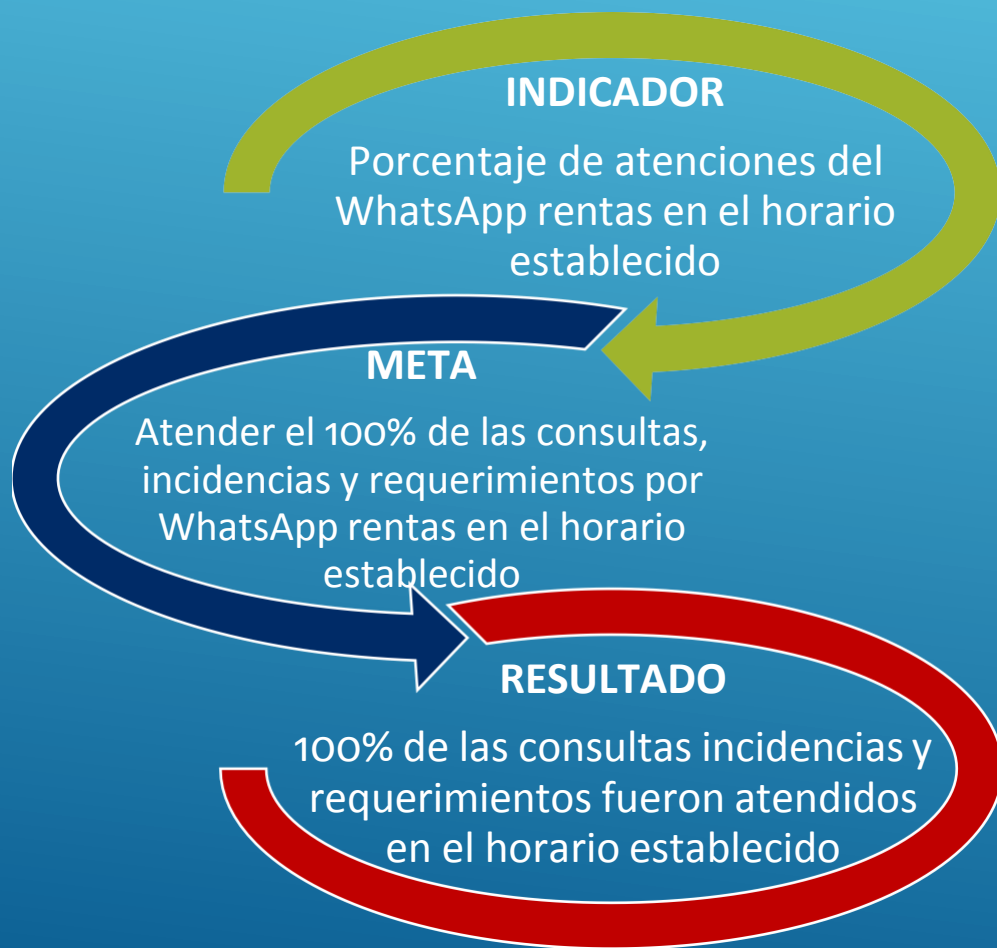 INDICADOR
Porcentaje de atenciones del
WhatsApp rentas en el horario
establecido
META
Atender el 100% de las consultas,
incidencias y requerimientos por
WhatsApp rentas en el horario
establecido
RESULTADO
100% de las consultas incidencias y
requerimientos fueron atendidos
en el horario establecido